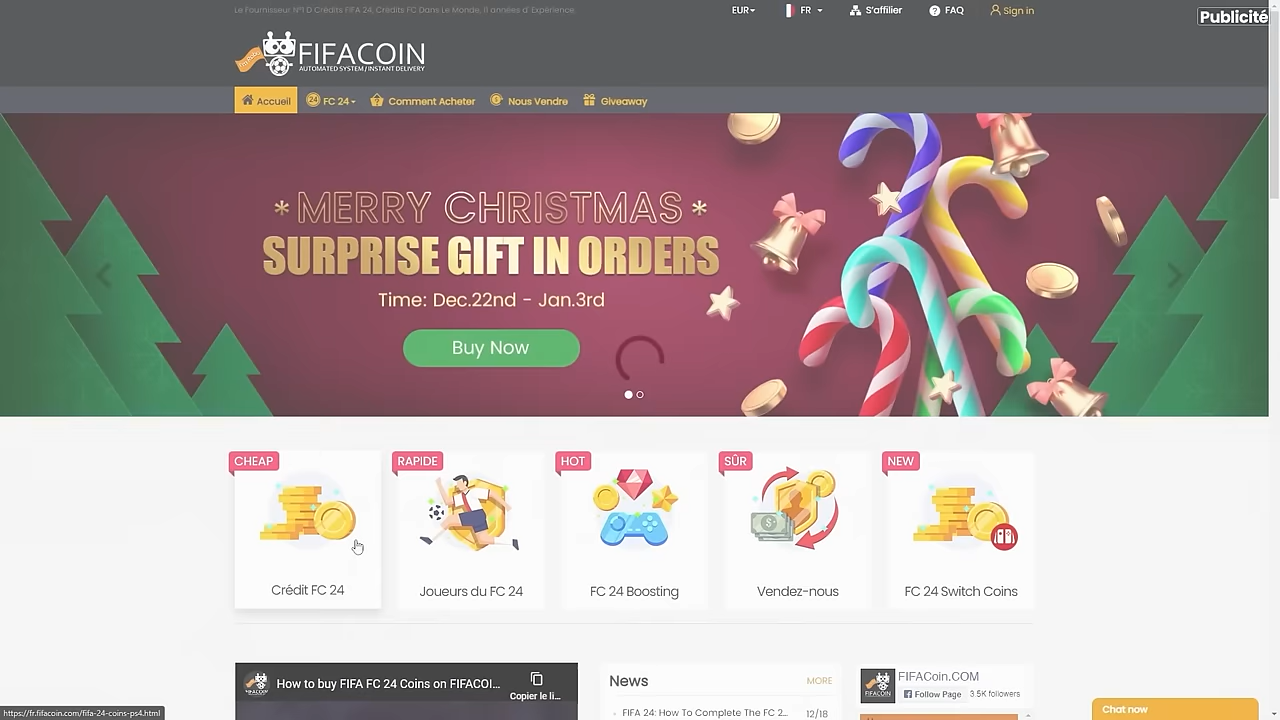 Le Fournisseur N°1 D Crédits FIFA 24, Crédits FC Dans Le Monde, 11 années d' Expérience.
EUR
FR
S'affilier
FAQ
Sign in
Publicité
FIFACOIN
AUTOMATED SYSTEM/INSTANT DELIVERY
Accueil
FC 24
Comment Acheter
Nous Vendre
Giveaway
*MERRY CHRISTMAS*
SURPRISE GIFT IN ORDERS
Time: Dec.22nd - Jan.3rd
Buy Now
CHEAP
RAPIDE
HOT
SÛR
NEW
Crédit FC 24
Joueurs du FC 24
FC 24 Boosting
Vendez-nous
FC 24 Switch Coins
How to buy FIFA FC 24 Coins on FIFACOI...
Copier le li...
News
MORE
FIFA 24: How To Complete The FC 2...
12/18
FIFACoin.COM
Follow Page
3.5K followers
FIFACOIN
Chat now
https://fr.fifacoin.com/fifa-24-coins-ps4.html